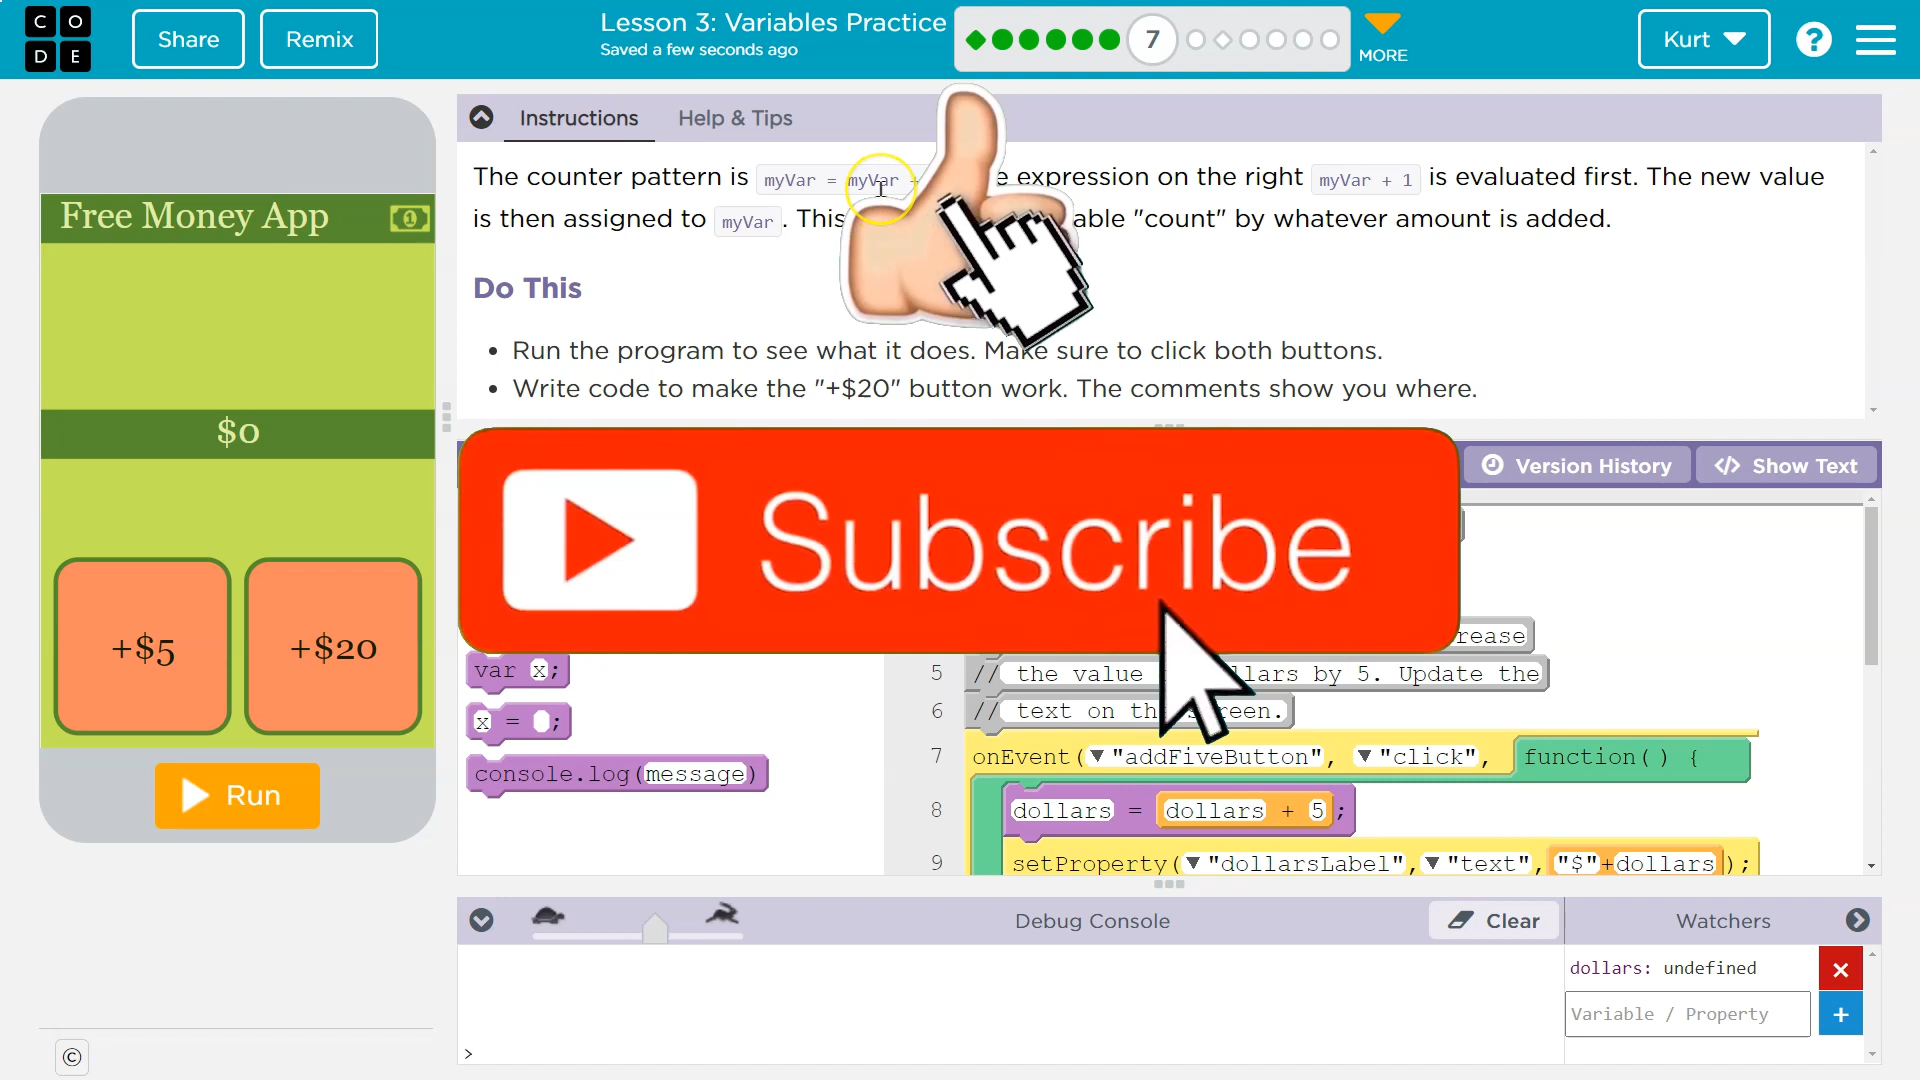 CO
DE
Share
Remix
Lesson 3: Variables Practice
Saved a few seconds ago
7
MORE
Kurt
?
Instructions
Help & Tips
The counter pattern is myVar = myVar expression on the right myVar + 1 is evaluated first. The new value
is then assigned to myVar . This "count" by whatever amount is added.
Do This
• Run the program to see what it does. Make sure to click both buttons.
• Write code to make the "+$20" button work. The comments show you where.
Free Money App
1
$0
+$5
+$20
Run
Version History
</> Show Text
Subscribe
var x;
x = ;
console.log(message)
5 // the value by 5. Update the
6 // text on
7 onEvent( "addFiveButton", "click", function( ) {
8 dollars = dollars + 5 ;
9 setProperty( "dollarsLabel", "text", "$"+dollars );
Debug Console
Clear
Watchers
dollars: undefined
Variable / Property
+
>
©